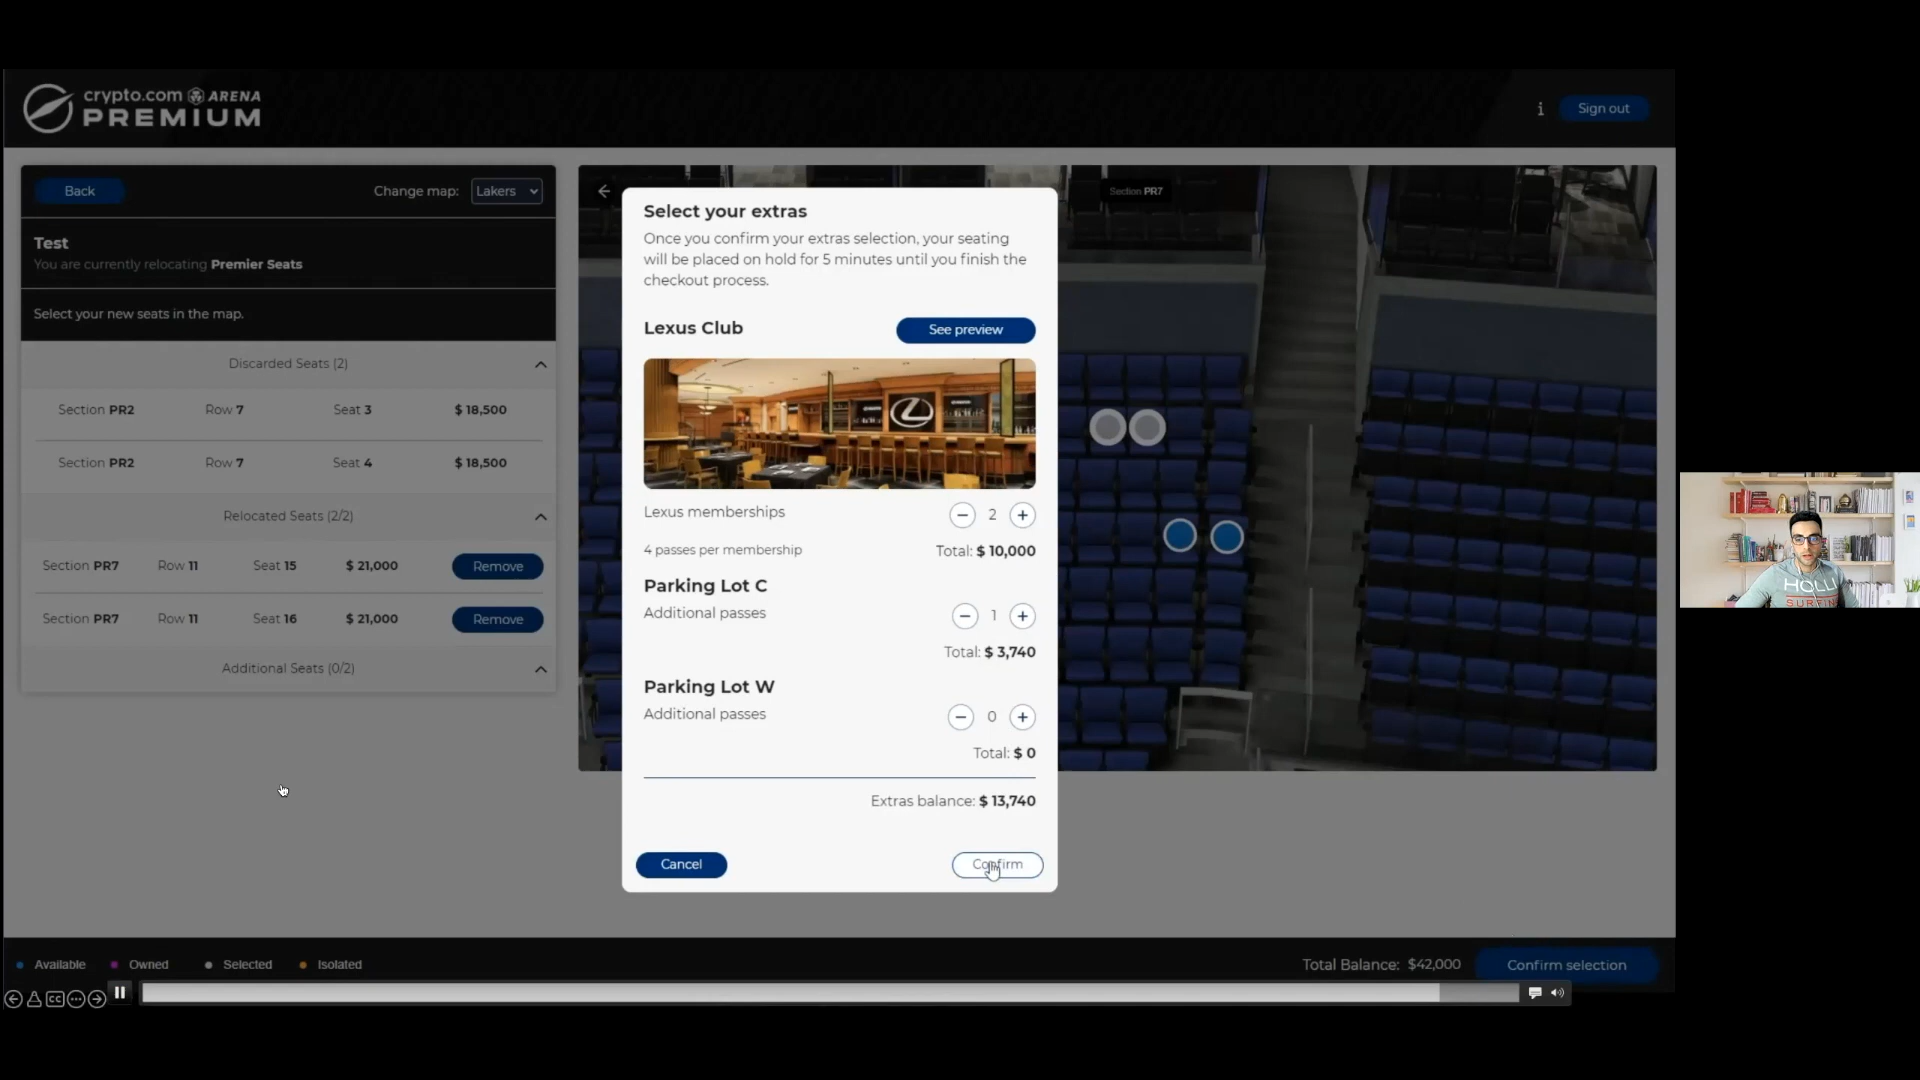 crypto.com ARENA
PREMIUM
i
Sign out
Back
Change map:
Lakers
Test
You are currently relocating Premier Seats
Select your new seats in the map.
Discarded Seats (2)
Section PR2 Row 7 Seat 3 $ 18,500
Section PR2 Row 7 Seat 4 $ 18,500
Relocated Seats (2/2)
Section PR7 Row 11 Seat 15 $ 21,000 Remove
Section PR7 Row 11 Seat 16 $ 21,000 Remove
Additional Seats (0/2)
Section PR7
Select your extras
Once you confirm your extras selection, your seating
will be placed on hold for 5 minutes until you finish the
checkout process.
Lexus Club
See preview
Lexus memberships
2
4 passes per membership
Total: $ 10,000
Parking Lot C
Additional passes
1
Total: $ 3,740
Parking Lot W
Additional passes
0
Total: $ 0
Extras balance: $ 13,740
Cancel
Confirm
HOLLI
SURFIN
Available
Owned
Selected
Isolated
Total Balance: $42,000
Confirm selection
CC